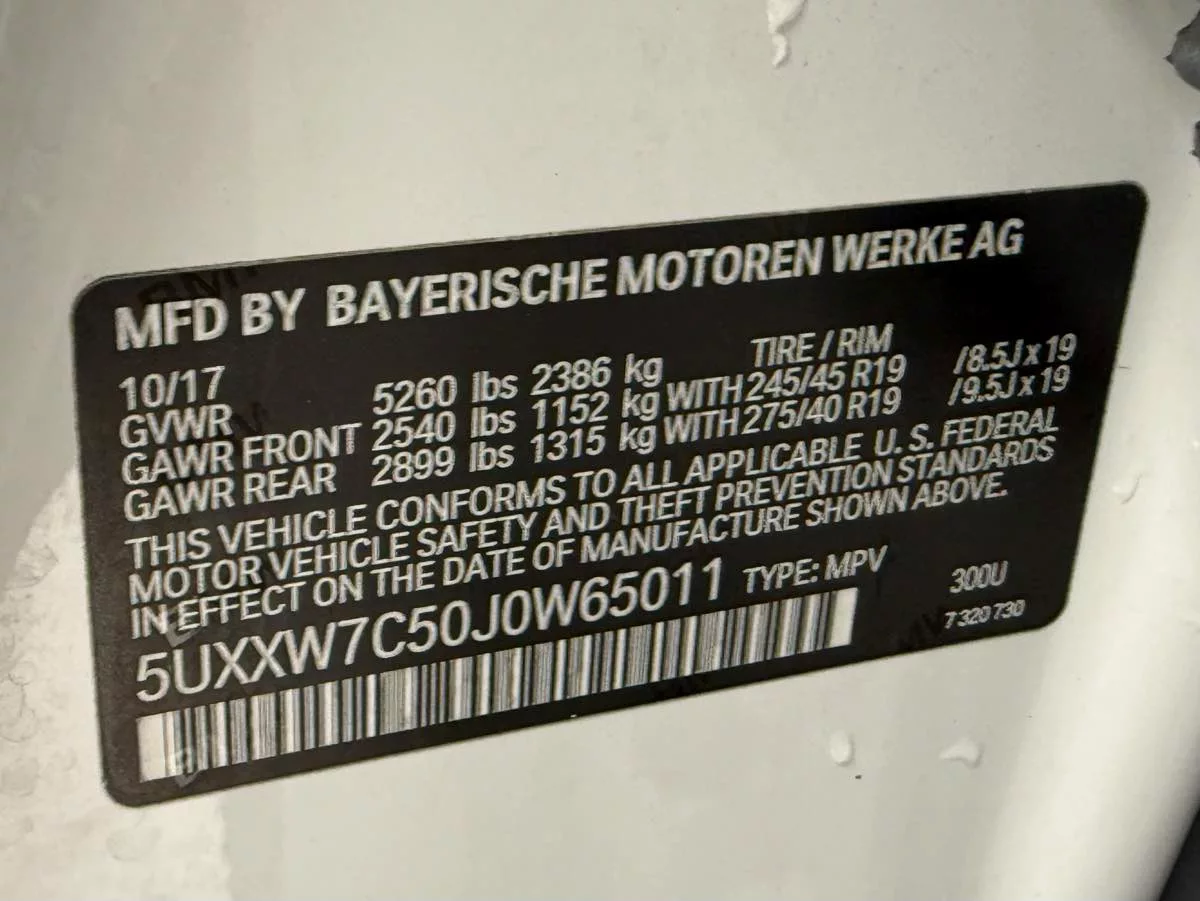 MFD BY BAYERISCHE MOTOREN WERKE AG
10/17 TIRE / RIM
GVWR 5260 lbs 2386 kg
GAWR FRONT 2540 lbs 1152 kg WITH 245/45 R19 /8.5J x 19
GAWR REAR 2899 lbs 1315 kg WITH 275/40 R19 /9.5J x 19
THIS VEHICLE CONFORMS TO ALL APPLICABLE U. S. FEDERAL
MOTOR VEHICLE SAFETY AND THEFT PREVENTION STANDARDS
IN EFFECT ON THE DATE OF MANUFACTURE SHOWN ABOVE.
5UXXW7C50J0W65011 TYPE: MPV 300U
7 320 730